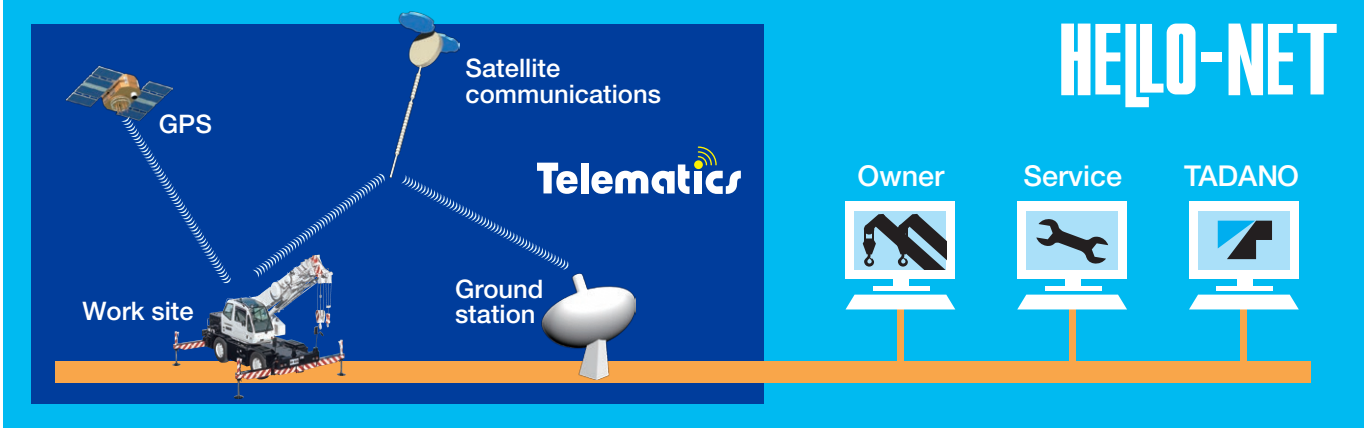 HELLO-NET
Satellite
communications
GPS
Telematics
Owner
Service
TADANO
Work site
Ground
station